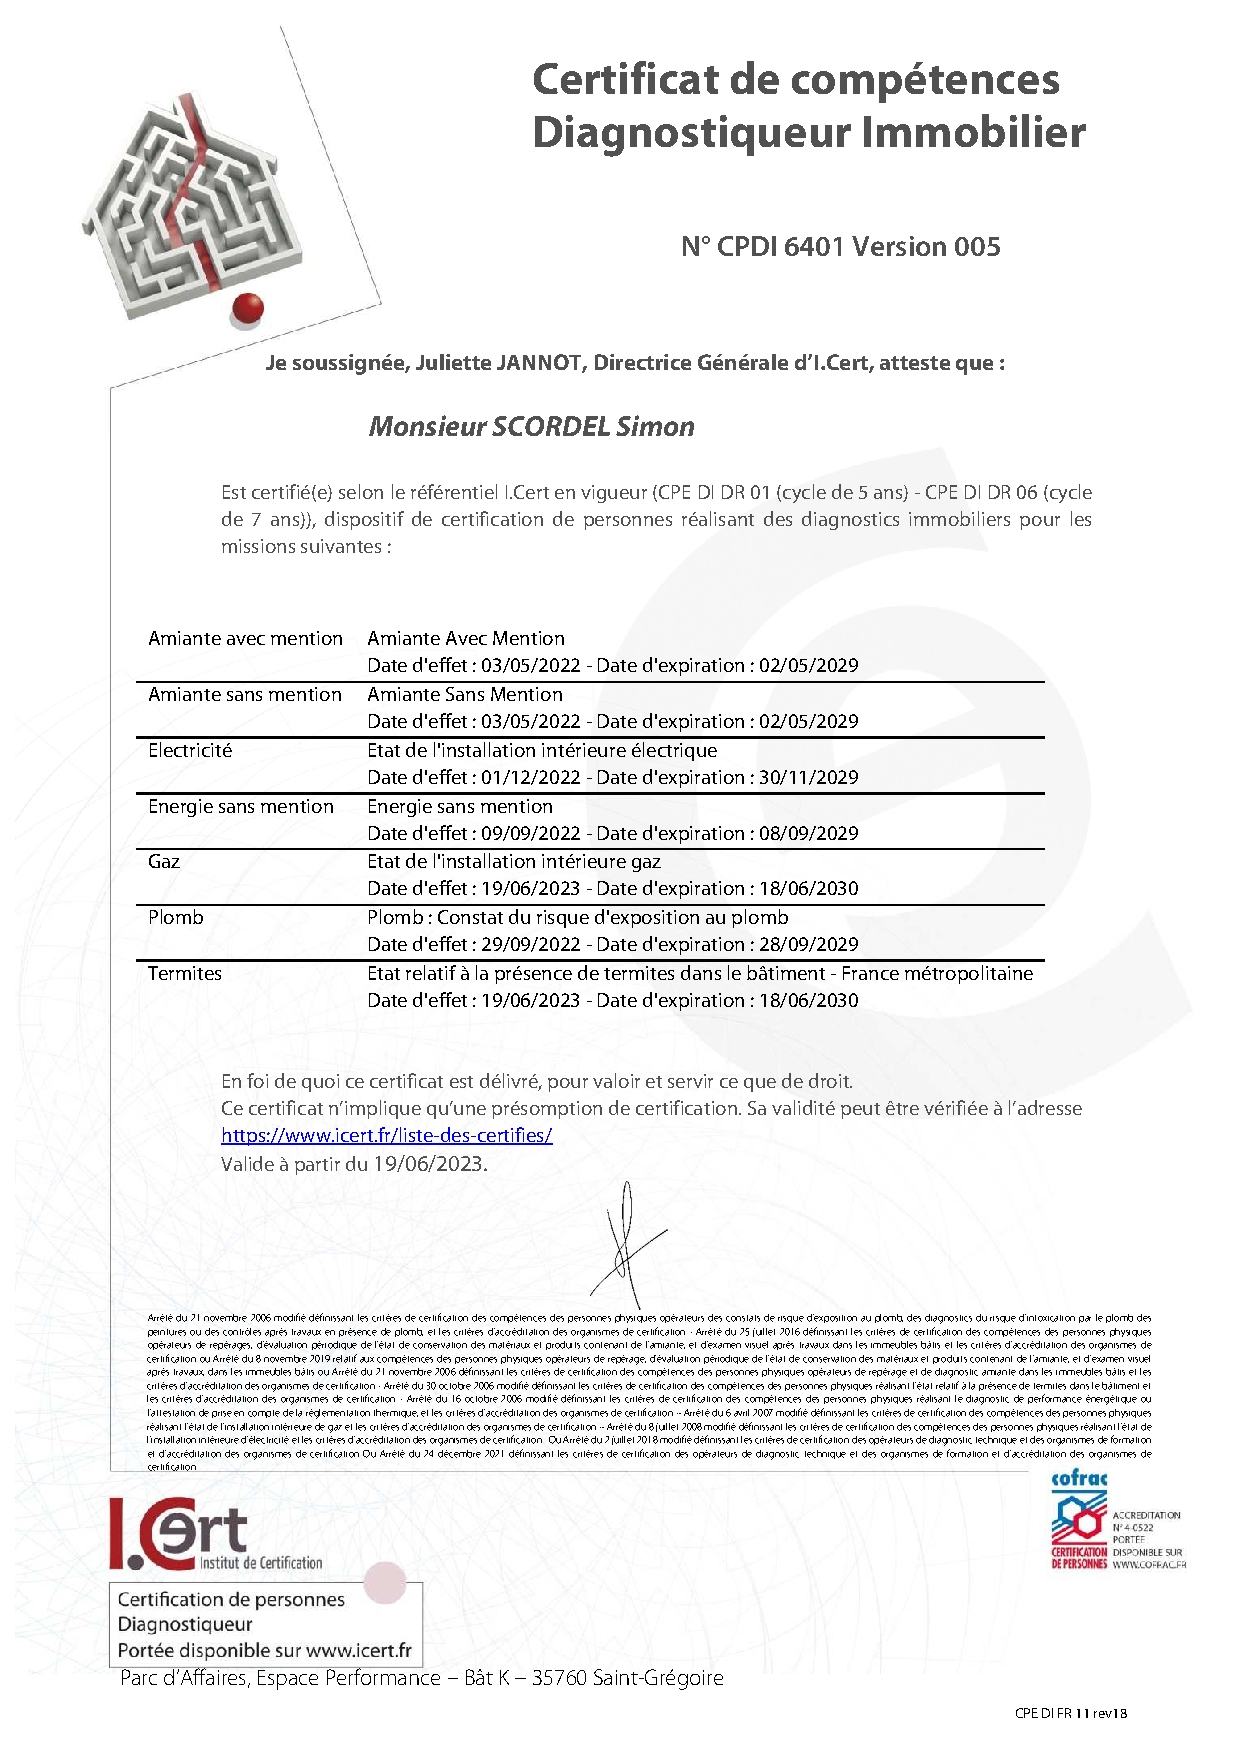 Certificat de compétences
Diagnostiqueur Immobilier
N° CPDI 6401 Version 005
Je soussignée, Juliette JANNOT, Directrice Générale d’I.Cert, atteste que :
Monsieur SCORDEL Simon
Est certifié(e) selon le référentiel I.Cert en vigueur (CPE DI DR 01 (cycle de 5 ans) - CPE DI DR 06 (cycle
de 7 ans)), dispositif de certification de personnes réalisant des diagnostics immobiliers pour les
missions suivantes :
Amiante avec mention Amiante Avec Mention
Date d'effet : 03/05/2022 - Date d'expiration : 02/05/2029
Amiante sans mention Amiante Sans Mention
Date d'effet : 03/05/2022 - Date d'expiration : 02/05/2029
Electricité Etat de l'installation intérieure électrique
Date d'effet : 01/12/2022 - Date d'expiration : 30/11/2029
Energie sans mention Energie sans mention
Date d'effet : 09/09/2022 - Date d'expiration : 08/09/2029
Gaz Etat de l'installation intérieure gaz
Date d'effet : 19/06/2023 - Date d'expiration : 18/06/2030
Plomb Plomb : Constat du risque d'exposition au plomb
Date d'effet : 29/09/2022 - Date d'expiration : 28/09/2029
Termites Etat relatif à la présence de termites dans le bâtiment - France métropolitaine
Date d'effet : 19/06/2023 - Date d'expiration : 18/06/2030
En foi de quoi ce certificat est délivré, pour valoir et servir ce que de droit.
Ce certificat n’implique qu’une présomption de certification. Sa validité peut être vérifiée à l’adresse
https://www.icert.fr/liste-des-certifies/
Valide à partir du 19/06/2023.
Arrêté du 21 novembre 2006 modifié définissant les critères de certification des compétences des personnes physiques opérateurs des constats de risque d'exposition au plomb, des diagnostics du risque d'intoxication par le plomb des
peintures ou des contrôles après travaux en présence de plomb, et les critères d'accréditation des organismes de certification - Arrêté du 25 juillet 2016 définissant les critères de certification des compétences des personnes physiques
opérateurs de repérages, d'évaluation périodique de l'état de conservation des matériaux et produits contenant de l'amiante, et d'examen visuel après travaux dans les immeubles bâtis et les critères d'accréditation des organismes de
certification ou Arrêté du 8 novembre 2019 relatif aux compétences des personnes physiques opérateurs de repérage, d'évaluation périodique de l'état de conservation des matériaux et produits contenant de l'amiante, et d'examen visuel
après travaux, dans les immeubles bâtis ou Arrêté du 21 novembre 2006 définissant les critères de certification des compétences des personnes physiques opérateurs de repérage et de diagnostic amiante dans les immeubles bâtis et les
critères d'accréditation des organismes de certification - Arrêté du 30 octobre 2006 modifié définissant les critères de certification des compétences des personnes physiques réalisant l'état relatif à la présence de termites dans le bâtiment et
les critères d'accréditation des organismes de certification - Arrêté du 16 octobre 2006 modifié définissant les critères de certification des compétences des personnes physiques réalisant le diagnostic de performance énergétique ou
l'attestation de prise en compte de la réglementation thermique, et les critères d'accréditation des organismes de certification - Arrêté du 6 avril 2007 modifié définissant les critères de certification des compétences des personnes physiques
réalisant l'état de l'installation intérieure de gaz et les critères d'accréditation des organismes de certification - Arrêté du 8 juillet 2008 modifié définissant les critères de certification des compétences des personnes physiques réalisant l'état de
l'installation intérieure d'électricité et les critères d'accréditation des organismes de certification. Ou Arrêté du 2 juillet 2018 modifié définissant les critères de certification des opérateurs de diagnostic technique et des organismes de formation
et d'accréditation des organismes de certification Ou Arrêté du 24 décembre 2021 définissant les critères de certification des opérateurs de diagnostic technique et des organismes de formation et d'accréditation des organismes de
certification
I.Cert
Institut de Certification
Certification de personnes
Diagnostiqueur
Portée disponible sur www.icert.fr
cofrac
CERTIFICATION
DE PERSONNES
ACCREDITATION
N° 4-0522
PORTÉE
DISPONIBLE SUR
WWW.COFRAC.FR
Parc d’Affaires, Espace Performance – Bât K – 35760 Saint-Grégoire
CPE DI FR 11 rev18